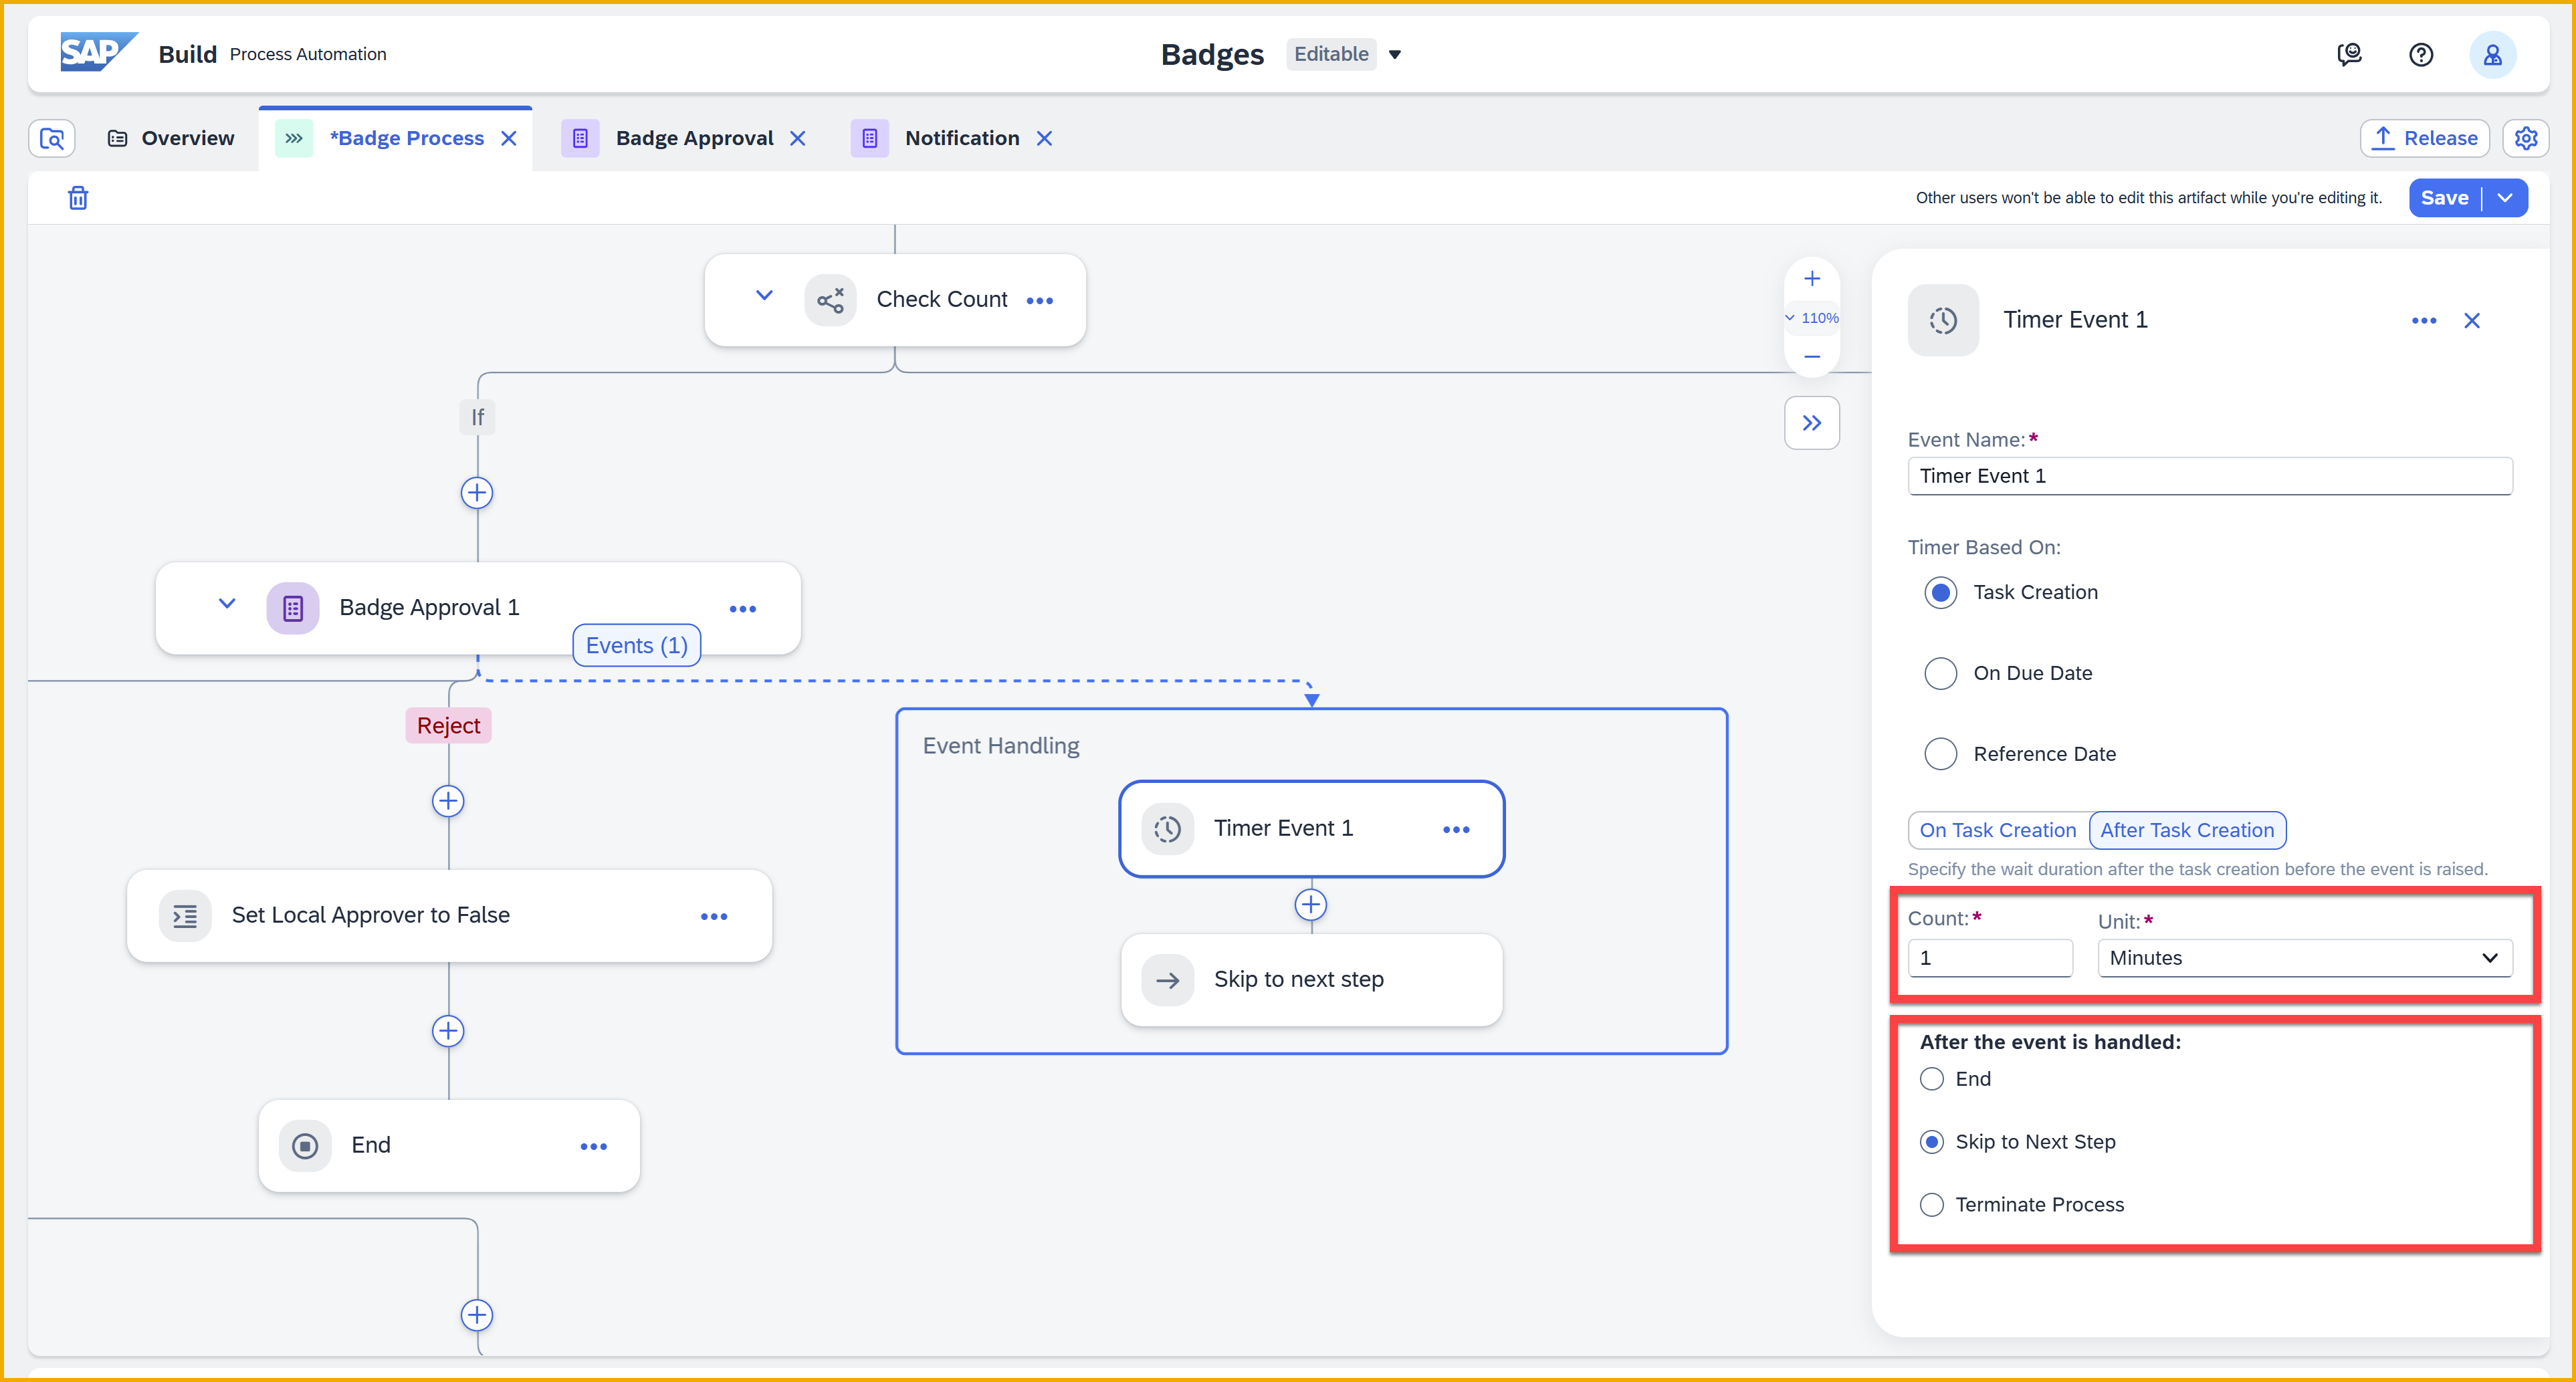 SAP Build Process Automation
Badges Editable
Overview
*Badge Process
Badge Approval
Notification
Release
Other users won't be able to edit this artifact while you're editing it.
Save
Check Count
110%
If
Badge Approval 1
Events (1)
Reject
Event Handling
Timer Event 1
Set Local Approver to False
Skip to next step
End
Timer Event 1
Event Name:*
Timer Event 1
Timer Based On:
Task Creation
On Due Date
Reference Date
On Task Creation After Task Creation
Specify the wait duration after the task creation before the event is raised.
Count:* Unit:*
1 Minutes
After the event is handled:
End
Skip to Next Step
Terminate Process